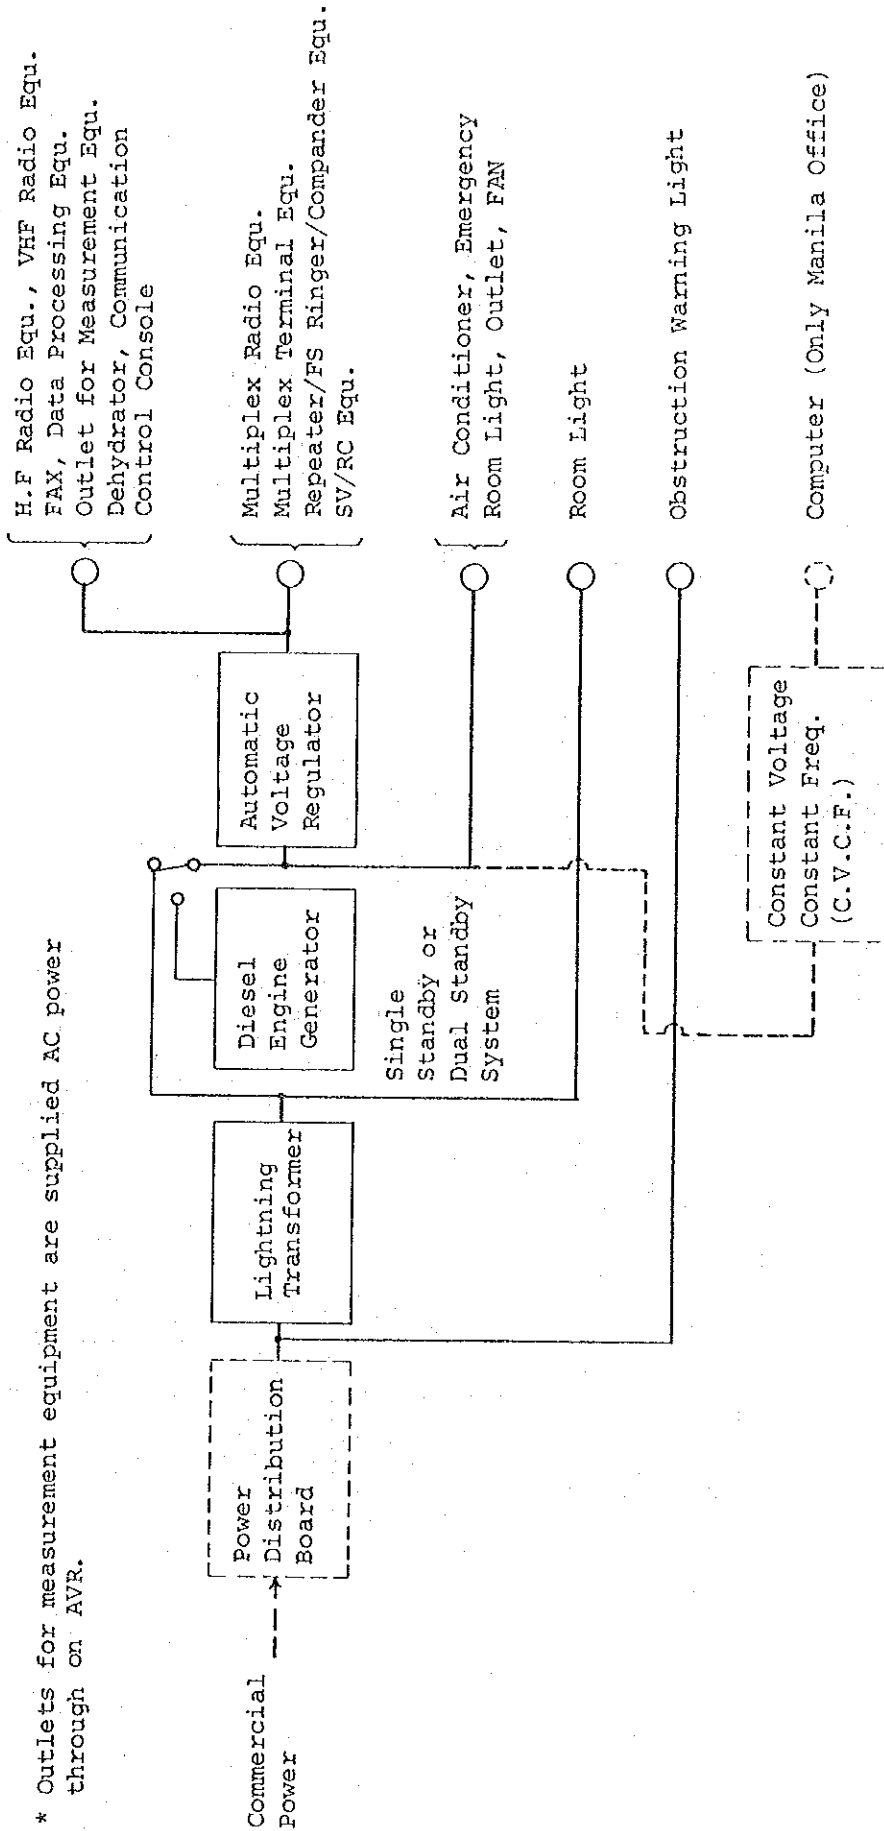 * Outlets for measurement equipment are supplied AC power
through on AVR.
Commercial
Power
Power
Distribution
Board
Lightning
Transformer
Diesel
Engine
Generator
Single
Standby or
Dual Standby
System
Automatic
Voltage
Regulator
H.F Radio Equ., VHF Radio Equ.
FAX, Data Processing Equ.
Outlet for Measurement Equ.
Dehydrator, Communication
Control Console
Multiplex Radio Equ.
Multiplex Terminal Equ.
Repeater/FS Ringer/Compander Equ.
SV/RC Equ.
Air Conditioner, Emergency
Room Light, Outlet, FAN
Room Light
Obstruction Warning Light
Constant Voltage
Constant Freq.
(C.V.C.F.)
Computer (Only Manila Office)